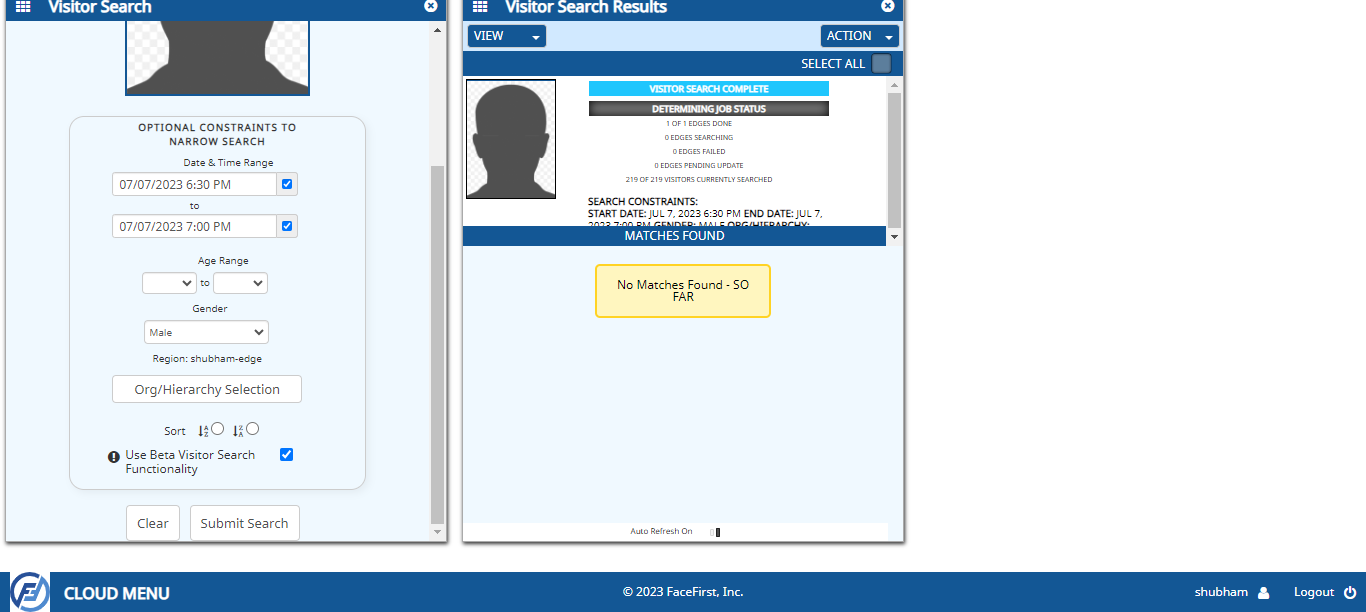 Visitor Search
OPTIONAL CONSTRAINTS TO
NARROW SEARCH
Date & Time Range
07/07/2023 6:30 PM
to
07/07/2023 7:00 PM
Age Range
to
Gender
Male
Region: shubham-edge
Org/Hierarchy Selection
Sort
Use Beta Visitor Search
Functionality
Clear
Submit Search
Visitor Search Results
VIEW
ACTION
SELECT ALL
VISITOR SEARCH COMPLETE
DETERMINING JOB STATUS
1 OF 1 EDGES DONE
0 EDGES SEARCHING
0 EDGES FAILED
0 EDGES PENDING UPDATE
219 OF 219 VISITORS CURRENTLY SEARCHED
SEARCH CONSTRAINTS:
START DATE: JUL 7, 2023 6:30 PM END DATE: JUL 7,
2023 7:00 PM GENDER: MALE ORG/HIERARCHY:
MATCHES FOUND
No Matches Found - SO
FAR
Auto Refresh On
CLOUD MENU
© 2023 FaceFirst, Inc.
shubham
Logout